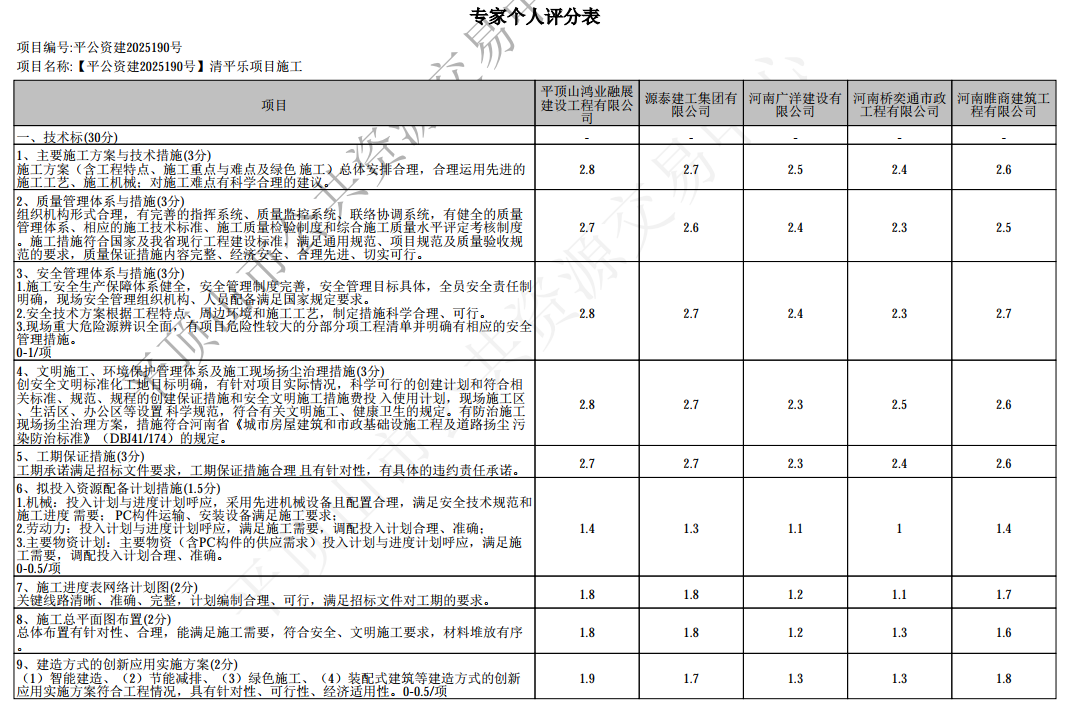 专家个人评分表
项目编号:平公资建2025190号
项目名称:【平公资建2025190号】清平乐项目施工
项目
平顶山鸿业融展
建设工程有限公
司
源泰建工集团有
限公司
河南广洋建设有
限公司
河南桥奕通市政
工程有限公司
河南睢商建筑工
程有限公司
一、技术标(30分)
- - - - -
1、主要施工方案与技术措施(3分)
施工方案（含工程特点、施工重点与难点及绿色 施工）总体安排合理，合理运用先进的
施工工艺、施工机械；对施工难点有科学合理的建议。
2.8 2.7 2.5 2.4 2.6
2、质量管理体系与措施(3分)
组织机构形式合理，有完善的指挥系统、质量监控系统、联络协调系统，有健全的质量
管理体系、相应的施工技术标准、施工质量检验制度和综合施工质量水平评定考核制度
。施工措施符合国家及我省现行工程建设标准，满足通用规范、项目规范及质量验收规
范的要求，质量保证措施内容完整、经济安全、合理先进、切实可行。
2.7 2.6 2.4 2.3 2.5
3、安全管理体系与措施(3分)
1.施工安全生产保障体系健全，安全管理制度完善，安全管理目标具体，全员安全责任制
明确，现场安全管理组织机构、人员配备满足国家规定要求。
2.安全技术方案根据工程特点、周边环境和施工工艺，制定措施科学合理、可行。
3.现场重大危险源辨识全面，有项目危险性较大的分部分项工程清单并明确有相应的安全
管理措施。
0-1/项
2.8 2.7 2.4 2.3 2.7
4、文明施工、环境保护管理体系及施工现场扬尘治理措施(3分)
创安全文明标准化工地目标明确，有针对项目实际情况，科学可行的创建计划和符合相
关标准、规范、规程的创建保证措施和安全文明施工措施费投 入使用计划，现场施工区
、生活区、办公区等设置 科学规范，符合有关文明施工、健康卫生的规定。有防治施工
现场扬尘治理方案，措施符合河南省《城市房屋建筑和市政基础设施工程及道路扬尘 污
染防治标准》（DBJ41/174）的规定。
2.8 2.7 2.3 2.5 2.6
5、工期保证措施(3分)
工期承诺满足招标文件要求，工期保证措施合理 且有针对性，有具体的违约责任承诺。
2.7 2.7 2.3 2.4 2.6
6、拟投入资源配备计划措施(1.5分)
1.机械：投入计划与进度计划呼应，采用先进机械设备且配置合理，满足安全技术规范和
施工进度 需要； PC构件运输、安装设备满足施工要求；
2.劳动力：投入计划与进度计划呼应，满足施工需要，调配投入计划合理、准确；
3.主要物资计划：主要物资（含PC构件的供应需求）投入计划与进度计划呼应，满足施
工需要，调配投入计划合理、准确。
0-0.5/项
1.4 1.3 1.1 1 1.4
7、施工进度表网络计划图(2分)
关键线路清晰、准确、完整，计划编制合理、可行，满足招标文件对工期的要求。
1.8 1.8 1.2 1.1 1.7
8、施工总平面图布置(2分)
总体布置有针对性、合理，能满足施工需要，符合安全、文明施工要求，材料堆放有序
。
1.8 1.8 1.2 1.3 1.6
9、建造方式的创新应用实施方案(2分)
（1）智能建造、（2）节能减排、（3）绿色施工、（4）装配式建筑等建造方式的创新
应用实施方案符合工程情况，具有针对性、可行性、经济适用性。0-0.5/项
1.9 1.7 1.3 1.3 1.8
平顶山市公共资源交易中
平顶山市公共资源交易中心